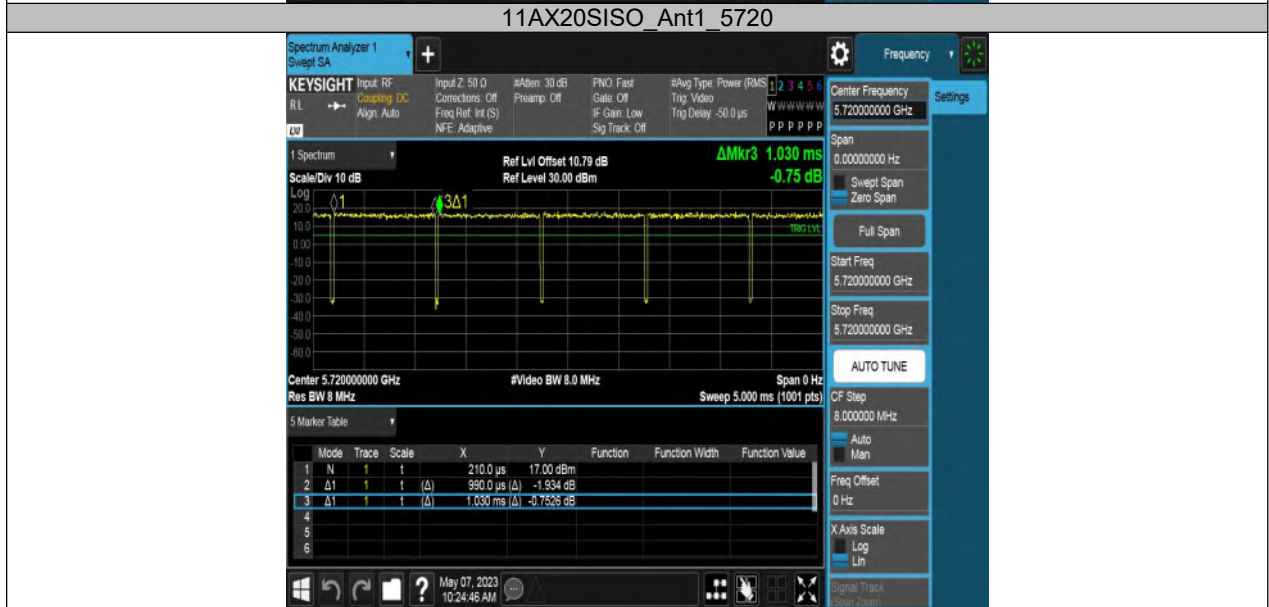 11AX20SISO_Ant1_5720
Spectrum Analyzer 1
Swept SA
+
Frequency
KEYSIGHT
RL
LXI
Input: RF
Coupling: DC
Align: Auto
Input Z: 50 Ω
Corrections: Off
Freq Ref: Int (S)
NFE: Adaptive
#Atten: 30 dB
Preamp: Off
PNO: Fast
Gate: Off
IF Gain: Low
Sig Track: Off
#Avg Type: Power (RMS
Trig: Video
Trig Delay: -50.0 µs
1 2 3 4 5 6
W W W W W W
P P P P P P
Center Frequency
5.720000000 GHz
Settings
Span
0.00000000 Hz
Swept Span
Zero Span
Full Span
Start Freq
5.720000000 GHz
Stop Freq
5.720000000 GHz
AUTO TUNE
CF Step
8.000000 MHz
Auto
Man
Freq Offset
0 Hz
X Axis Scale
Log
Lin
Signal Track
(Span Zoom)
1 Spectrum
Scale/Div 10 dB
Ref Lvl Offset 10.79 dB
Ref Level 30.00 dBm
ΔMkr3 1.030 ms
-0.75 dB
Log
1
3Δ1
TRIG LVL
20.0
10.0
0.00
-10.0
-20.0
-30.0
-40.0
-50.0
-60.0
Center 5.720000000 GHz
Res BW 8 MHz
#Video BW 8.0 MHz
Span 0 Hz
Sweep 5.000 ms (1001 pts)
5 Marker Table
Mode Trace Scale X Y Function Function Width Function Value
1 N 1 t 210.0 µs 17.00 dBm
2 Δ1 1 t (Δ) 990.0 µs (Δ) -1.934 dB
3 Δ1 1 t (Δ) 1.030 ms (Δ) -0.7526 dB
4
5
6
?
May 07, 2023
10:24:46 AM